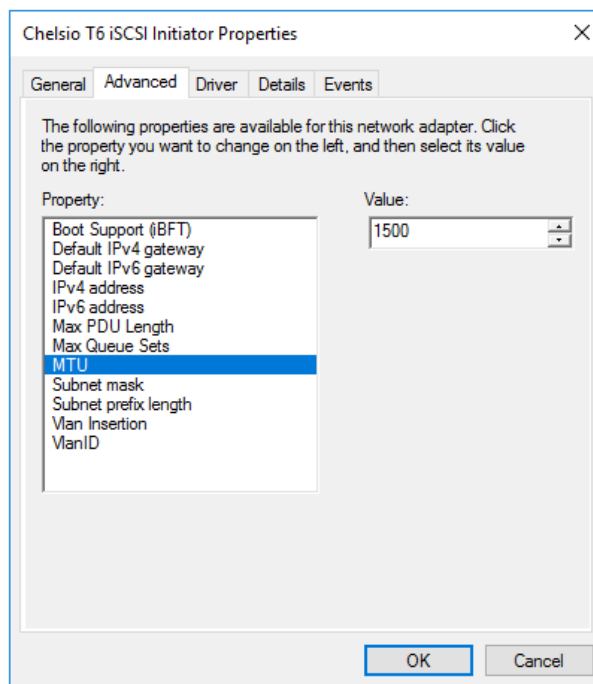 Chelsio T6 iSCSI Initiator Properties
General Advanced Driver Details Events
The following properties are available for this network adapter. Click
the property you want to change on the left, and then select its value
on the right.
Property:
Value:
Boot Support (iBFT)
Default IPv4 gateway
Default IPv6 gateway
IPv4 address
IPv6 address
Max PDU Length
Max Queue Sets
MTU
Subnet mask
Subnet prefix length
Vlan Insertion
VlanID
1500
OK
Cancel